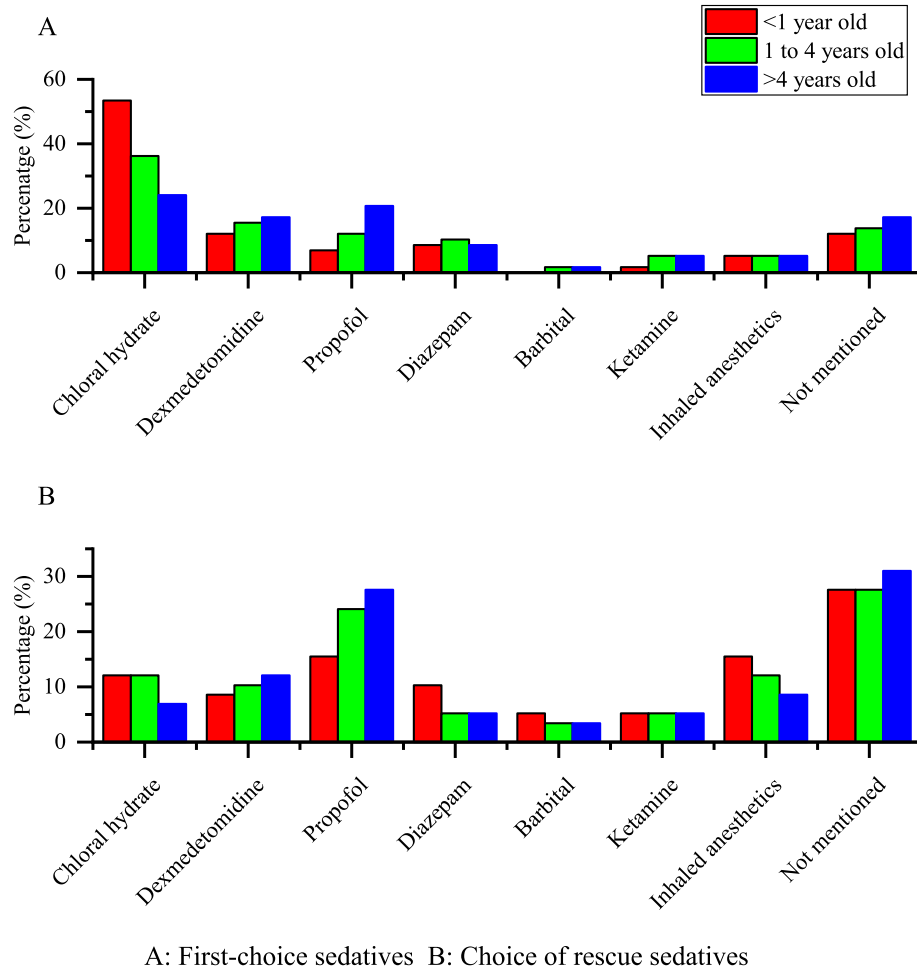 A
<1 year old
1 to 4 years old
>4 years old
Percenatge (%)
60
40
20
0
Chloral hydrate
Dexmedetomidine
Propofol
Diazepam
Barbital
Ketamine
Inhaled anesthetics
Not mentioned
B
Percentage (%)
30
20
10
0
Chloral hydrate
Dexmedetomidine
Propofol
Diazepam
Barbital
Ketamine
Inhaled anesthetics
Not mentioned
A: First-choice sedatives B: Choice of rescue sedatives